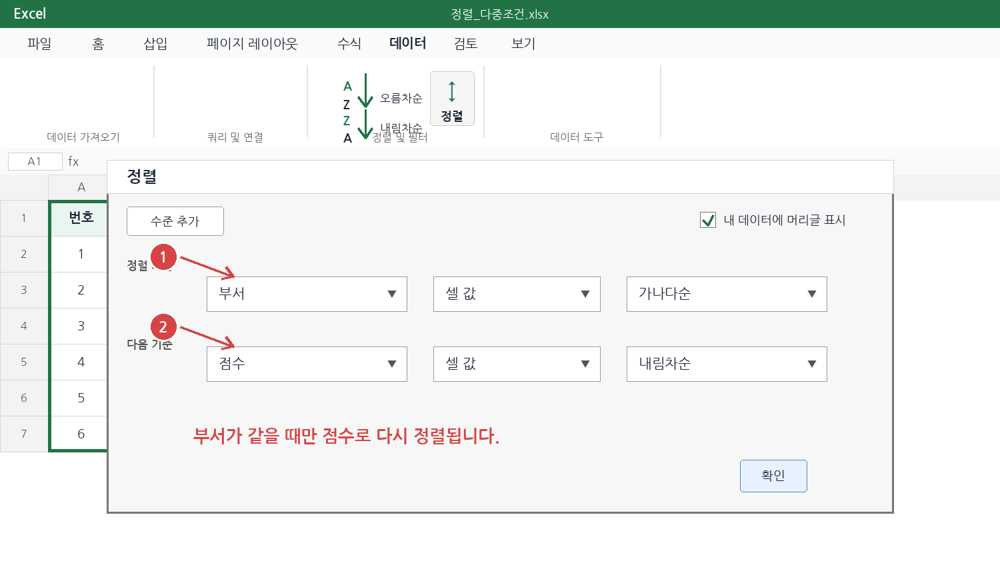 Excel
정렬_다중조건.xlsx
파일 홈 삽입 페이지 레이아웃 수식 데이터 검토 보기
A
Z
오름차순
Z
A
내림차순
정렬
데이터 가져오기
쿼리 및 연결
정렬 및 필터
데이터 도구
A1 fx
A
정렬
수준 추가
내 데이터에 머리글 표시
1 번호
2 1
3 2
4 3
5 4
6 5
7 6
정렬
1
부서 ▼ 셀 값 ▼ 가나다순 ▼
2
다음 기준
점수 ▼ 셀 값 ▼ 내림차순 ▼
부서가 같을 때만 점수로 다시 정렬됩니다.
확인